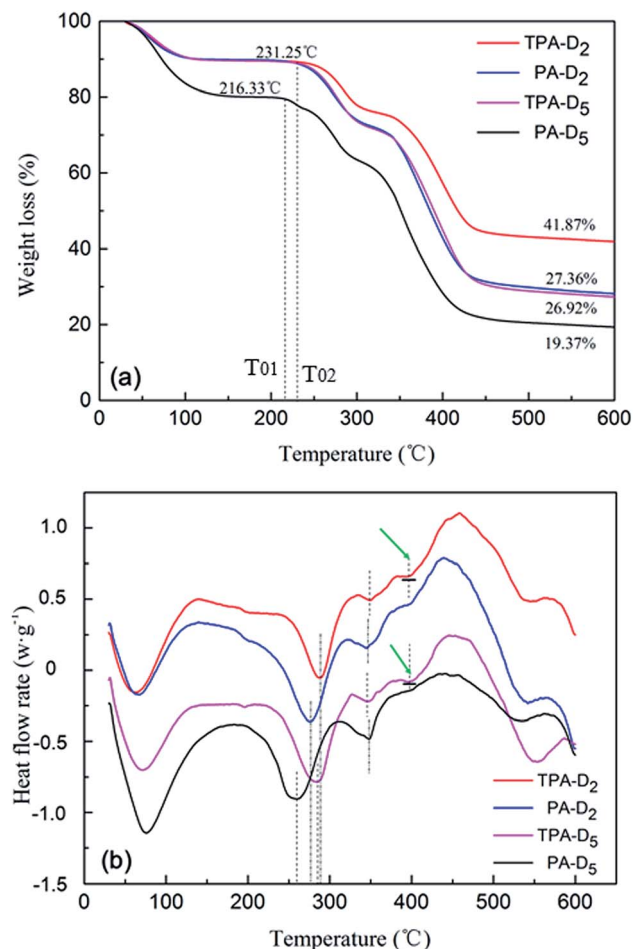 100
80
60
40
20
0
Weight loss (%)
231.25℃
216.33℃
TPA-D2
PA-D2
TPA-D5
PA-D5
41.87%
27.36%
26.92%
19.37%
(a)
T01
T02
0
100
200
300
400
500
600
Temperature (℃)
1.0
0.5
0
-0.5
-1.0
-1.5
Heat flow rate (w·g⁻¹)
TPA-D2
PA-D2
TPA-D5
PA-D5
(b)
0
100
200
300
400
500
600
Temperature (℃)